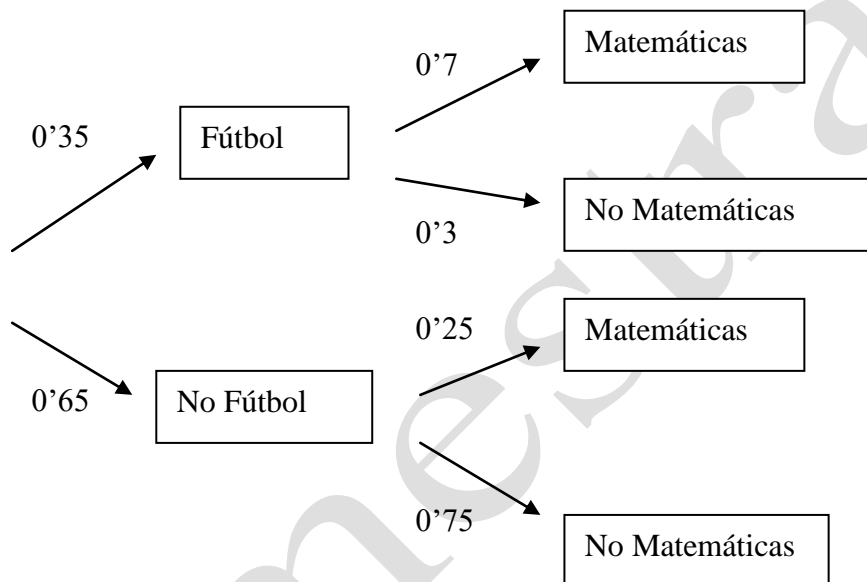 Matemáticas
0’7
0’35
Fútbol
No Matemáticas
0’3
Matemáticas
0’25
0’65
No Fútbol
0’75
No Matemáticas